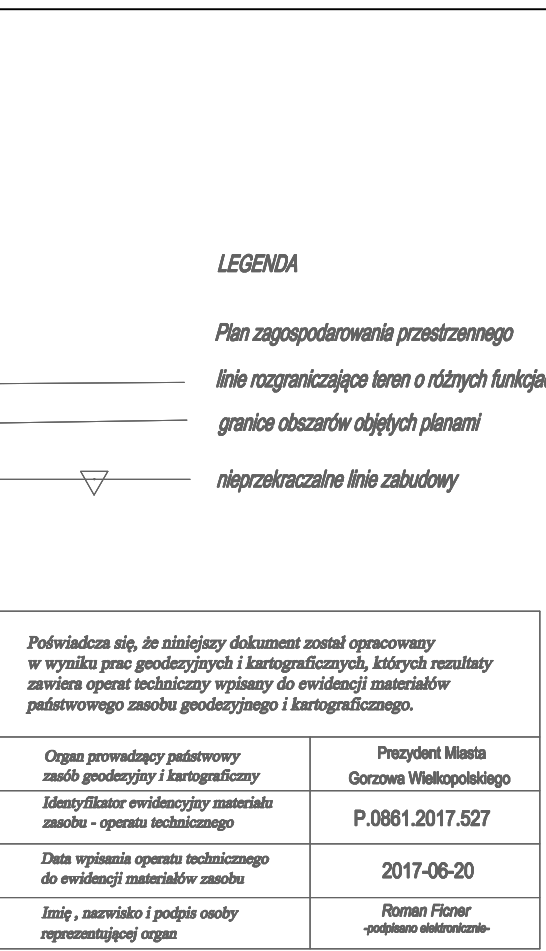 LEGENDA
Plan zagospodarowania przestrzennego
linie rozgraniczające teren o różnych funkcjac
granice obszarów objętych planami
nieprzekraczalne linie zabudowy
Poświadcza się, że niniejszy dokument został opracowany
w wyniku prac geodezyjnych i kartograficznych, których rezultaty
zawiera operat techniczny wpisany do ewidencji materiałów
państwowego zasobu geodezyjnego i kartograficznego.
Organ prowadzący państwowy
zasób geodezyjny i kartograficzny
Prezydent Miasta
Gorzowa Wielkopolskiego
Identyfikator ewidencyjny materiału
zasobu - operatu technicznego
P.0861.2017.527
Data wpisania operatu technicznego
do ewidencji materiałów zasobu
2017-06-20
Imię , nazwisko i podpis osoby
reprezentującej organ
Roman Ficner
-podpisano elektronicznie-